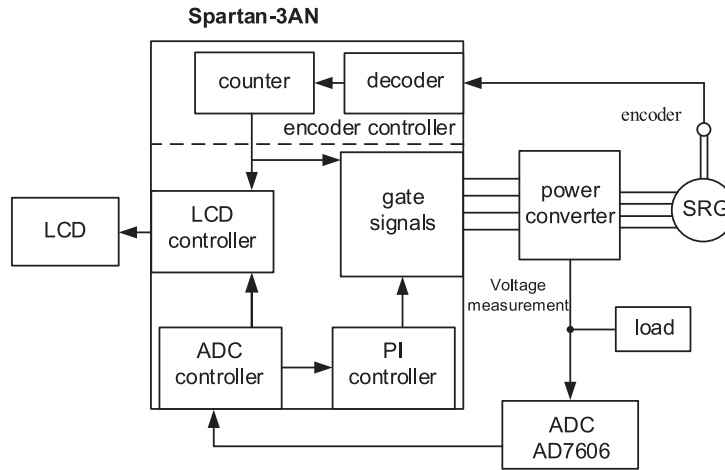 Spartan-3AN
counter
decoder
encoder controller
encoder
LCD
LCD
controller
gate
signals
power
converter
SRG
Voltage
measurement
load
ADC
controller
PI
controller
ADC
AD7606